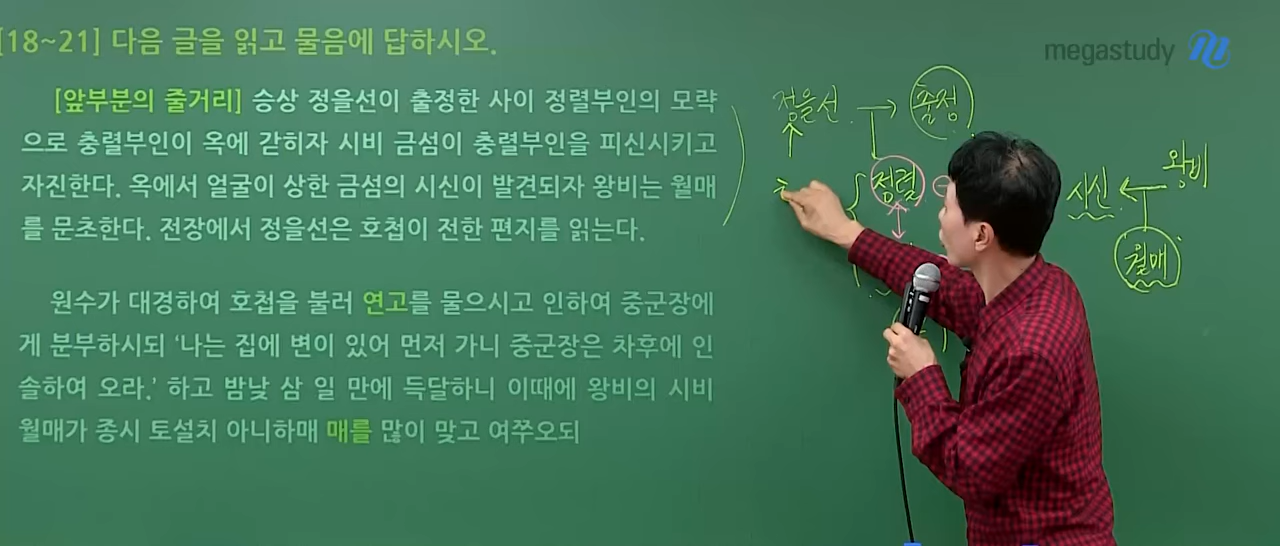 [18~21] 다음 글을 읽고 물음에 답하시오.
megastudy
[앞부분의 줄거리] 승상 정을선이 출정한 사이 정렬부인의 모략
으로 충렬부인이 옥에 갇히자 시비 금섬이 충렬부인을 피신시키고
자진한다. 옥에서 얼굴이 상한 금섬의 시신이 발견되자 왕비는 월매
를 문초한다. 전장에서 정을선은 호첩이 전한 편지를 읽는다.
원수가 대경하여 호첩을 불러 연고를 물으시고 인하여 중군장에
게 분부하시되 ‘나는 집에 변이 있어 먼저 가니 중군장은 차후에 인
솔하여 오라.’ 하고 밤낮 삼 일 만에 득달하니 이때에 왕비의 시비
월매가 종시 토설치 아니하매 매를 많이 맞고 여쭈오되
정을선 → 출정
정렬
시신 ← 왕비
월매